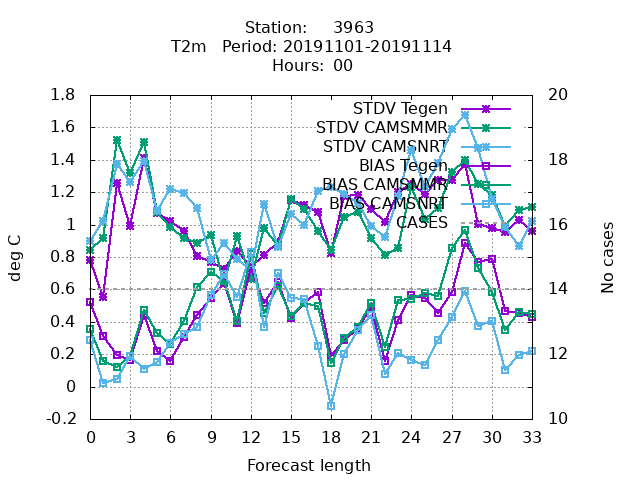 Station: 3963
T2m Period: 20191101-20191114
Hours: 00
1.8
1.6
1.4
1.2
1
0.8
0.6
0.4
0.2
0
-0.2
deg C
STDV Tegen
STDV CAMSMMR
STDV CAMSNRT
BIAS Tegen
BIAS CAMSMMR
BIAS CAMSNRT
CASES
20
18
16
14
12
10
No cases
0 3 6 9 12 15 18 21 24 27 30 33
Forecast length